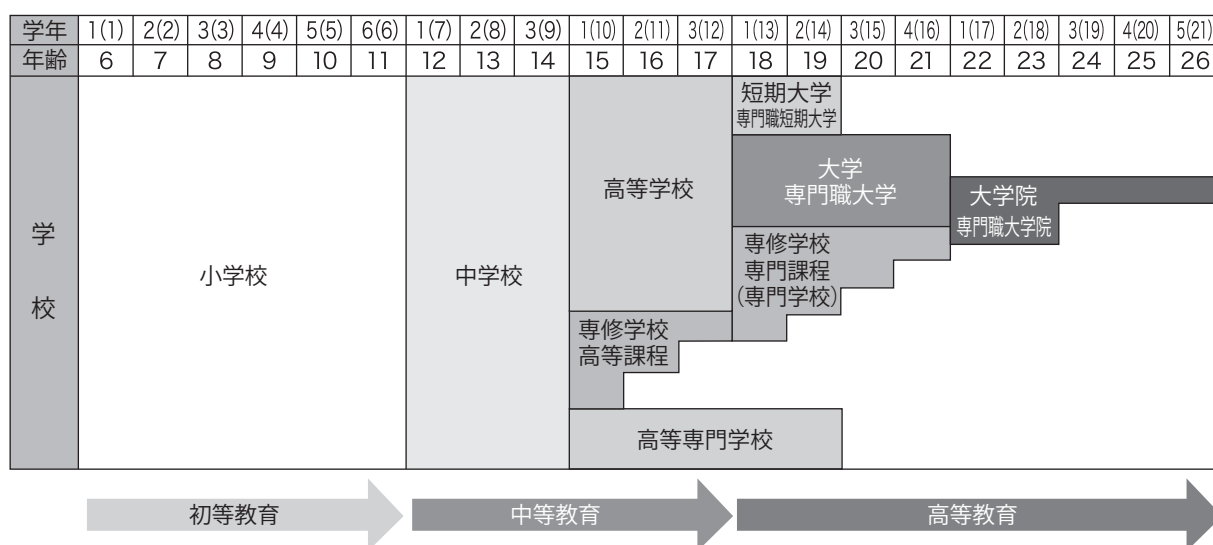 学年 1(1) 2(2) 3(3) 4(4) 5(5) 6(6) 1(7) 2(8) 3(9) 1(10) 2(11) 3(12) 1(13) 2(14) 3(15) 4(16) 1(17) 2(18) 3(19) 4(20) 5(21)
年齢 6 7 8 9 10 11 12 13 14 15 16 17 18 19 20 21 22 23 24 25 26
学校
小学校
中学校
高等学校
専修学校
高等課程
高等専門学校
短期大学
専門職短期大学
大学
専門職大学
専修学校
専門課程
(専門学校)
大学院
専門職大学院
初等教育
中等教育
高等教育